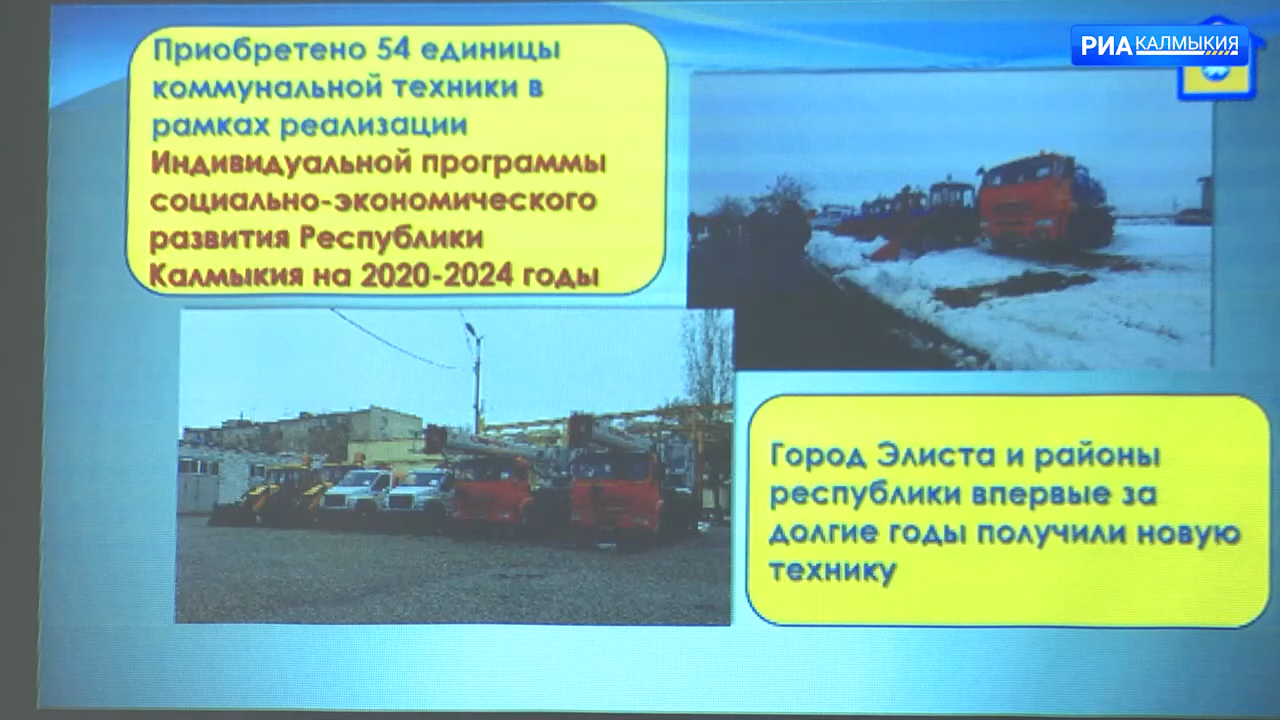 РИА КАЛМЫКИЯ
Приобретено 54 единицы
коммунальной техники в
рамках реализации
Индивидуальной программы
социально-экономического
развития Республики
Калмыкия на 2020-2024 годы
Город Элиста и районы
республики впервые за
долгие годы получили новую
технику